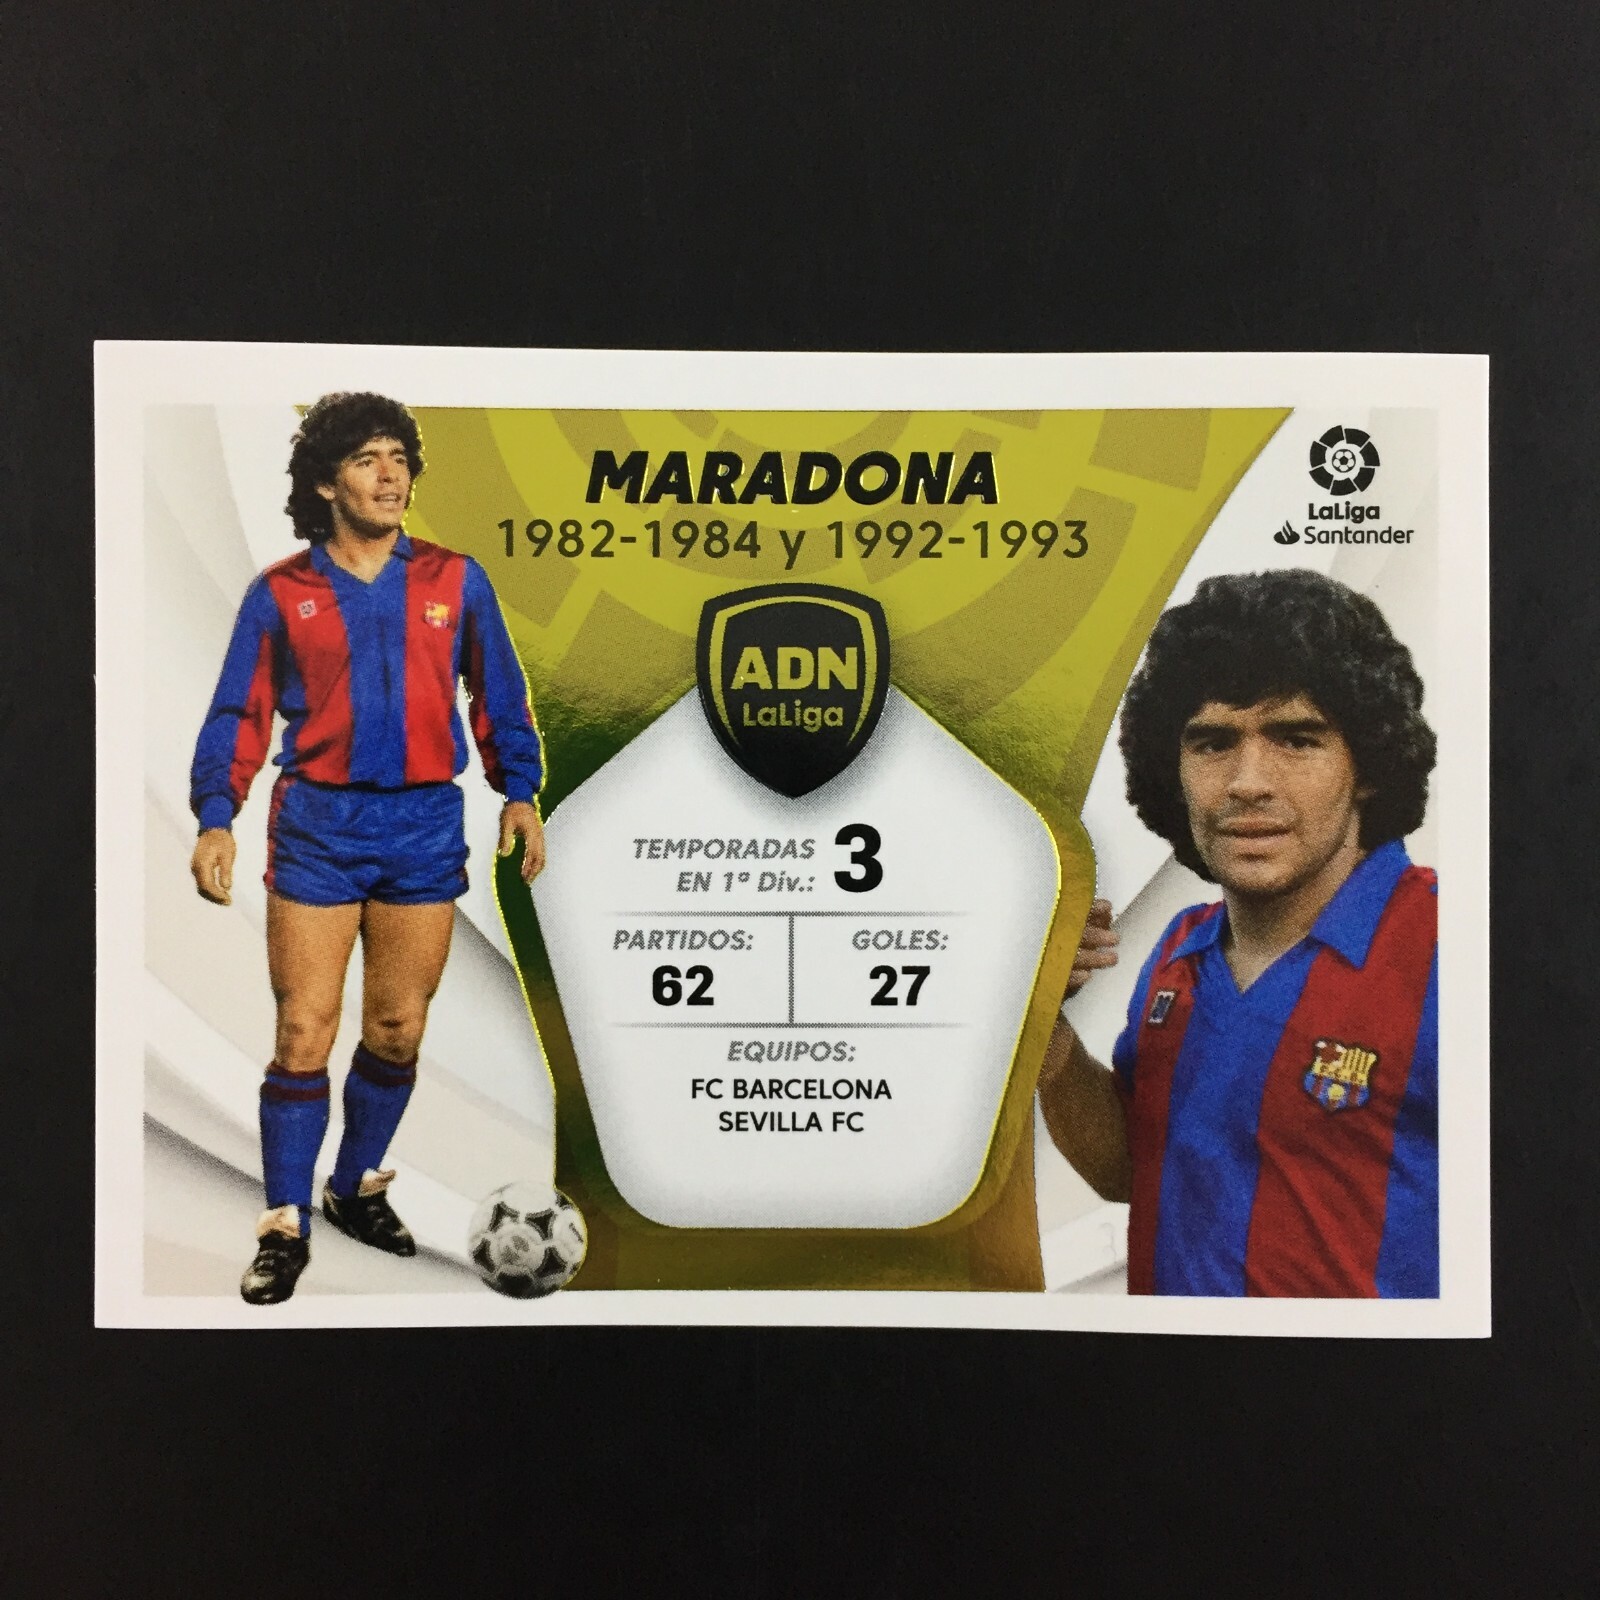 MARADONA
1982-1984 y 1992-1993
LaLiga
Santander
ADN
LaLiga
TEMPORADAS
EN 1ª Div.: 3
PARTIDOS: GOLES:
62 27
EQUIPOS:
FC BARCELONA
SEVILLA FC